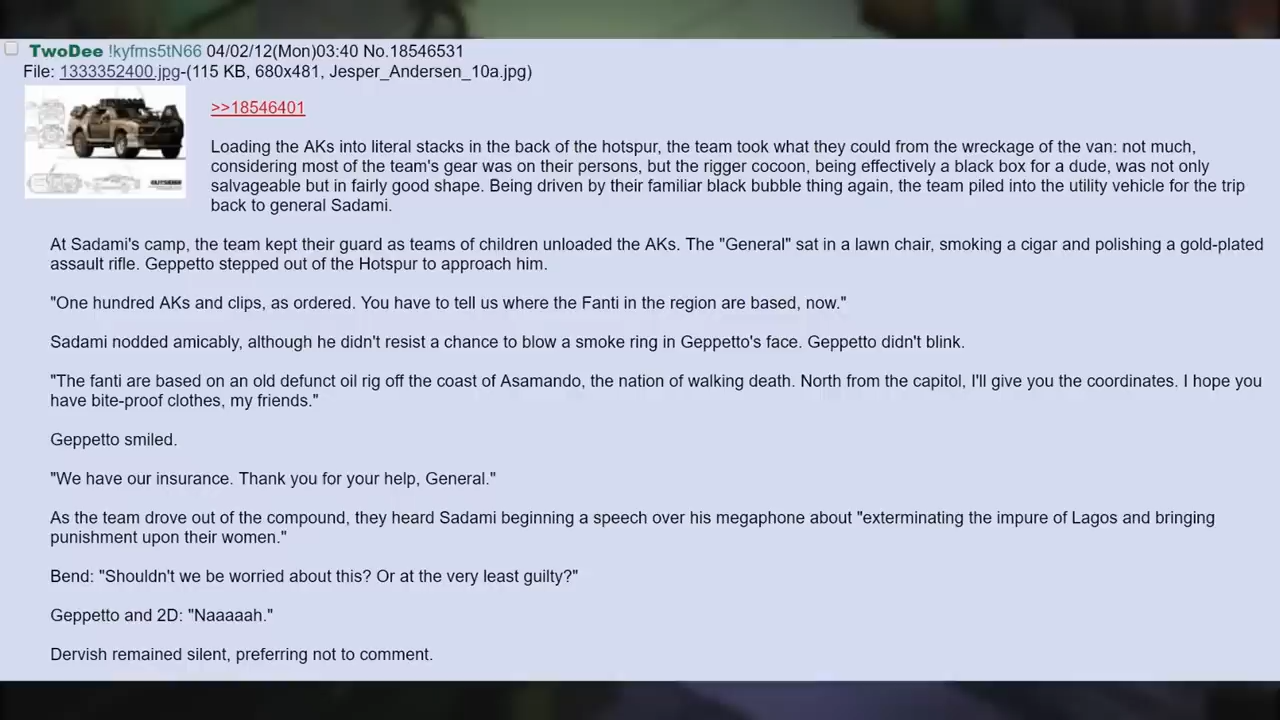 TwoDee !kyfms5tN66 04/02/12(Mon)03:40 No.18546531
File: 1333352400.jpg-(115 KB, 680x481, Jesper_Andersen_10a.jpg)
>>18546401
Loading the AKs into literal stacks in the back of the hotspur, the team took what they could from the wreckage of the van: not much,
considering most of the team's gear was on their persons, but the rigger cocoon, being effectively a black box for a dude, was not only
salvageable but in fairly good shape. Being driven by their familiar black bubble thing again, the team piled into the utility vehicle for the trip
back to general Sadami.
At Sadami's camp, the team kept their guard as teams of children unloaded the AKs. The "General" sat in a lawn chair, smoking a cigar and polishing a gold-plated
assault rifle. Geppetto stepped out of the Hotspur to approach him.
"One hundred AKs and clips, as ordered. You have to tell us where the Fanti in the region are based, now."
Sadami nodded amicably, although he didn't resist a chance to blow a smoke ring in Geppetto's face. Geppetto didn't blink.
"The fanti are based on an old defunct oil rig off the coast of Asamando, the nation of walking death. North from the capitol, I'll give you the coordinates. I hope you
have bite-proof clothes, my friends."
Geppetto smiled.
"We have our insurance. Thank you for your help, General."
As the team drove out of the compound, they heard Sadami beginning a speech over his megaphone about "exterminating the impure of Lagos and bringing
punishment upon their women."
Bend: "Shouldn't we be worried about this? Or at the very least guilty?"
Geppetto and 2D: "Naaaaah."
Dervish remained silent, preferring not to comment.